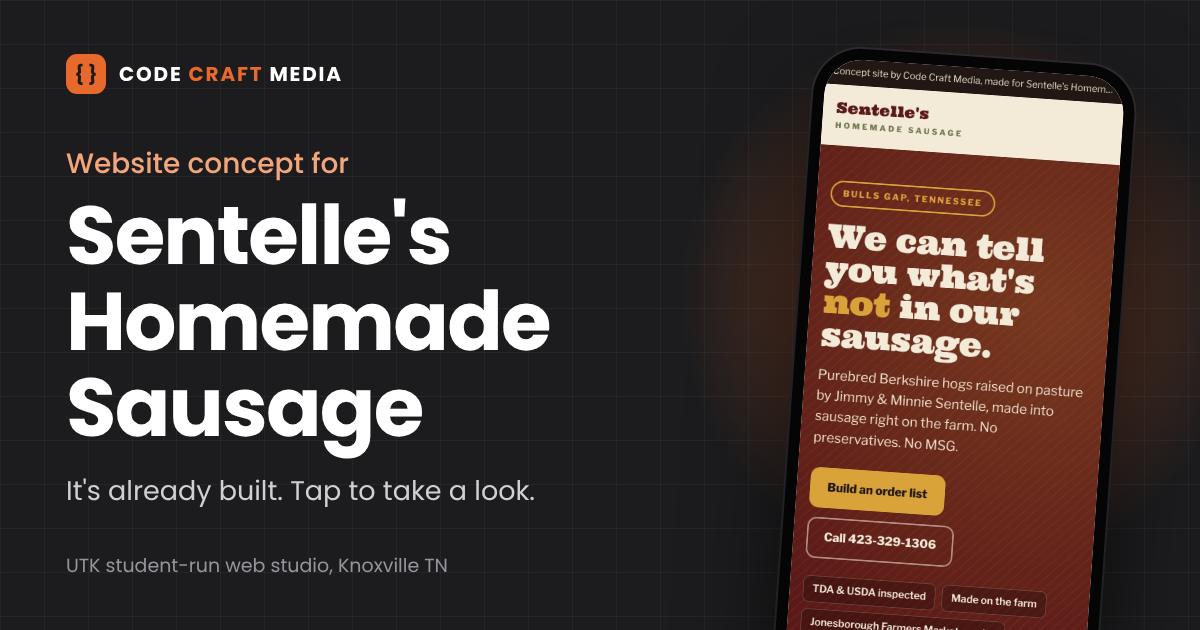 { } CODE CRAFT MEDIA
Website concept for
Sentelle's
Homemade
Sausage
It's already built. Tap to take a look.
UTK student-run web studio, Knoxville TN
Concept site by Code Craft Media, made for Sentelle's Homem...
Sentelle's
HOMEMADE SAUSAGE
BULLS GAP, TENNESSEE
We can tell
you what's
not in our
sausage.
Purebred Berkshire hogs raised on pasture
by Jimmy & Minnie Sentelle, made into
sausage right on the farm. No
preservatives. No MSG.
Build an order list
Call 423-329-1306
TDA & USDA inspected
Made on the farm
Jonesborough Farmers